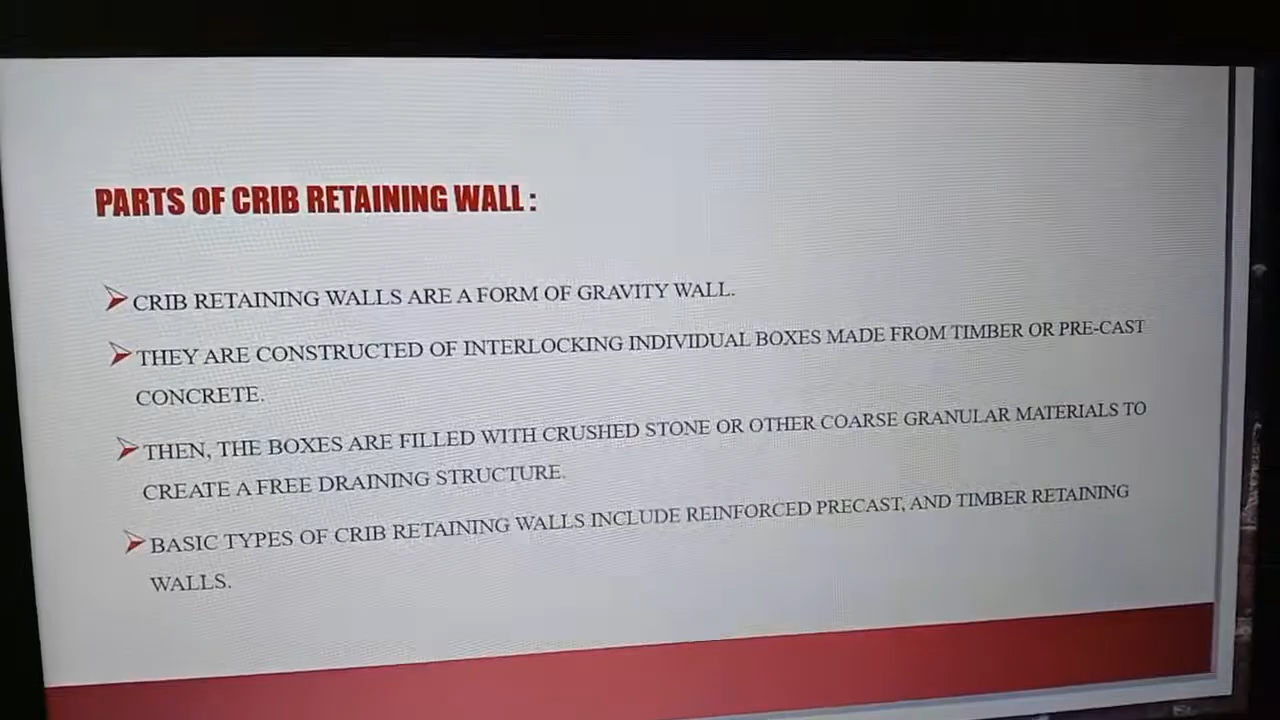 PARTS OF CRIB RETAINING WALL :
CRIB RETAINING WALLS ARE A FORM OF GRAVITY WALL.
THEY ARE CONSTRUCTED OF INTERLOCKING INDIVIDUAL BOXES MADE FROM TIMBER OR PRE-CAST
CONCRETE.
THEN, THE BOXES ARE FILLED WITH CRUSHED STONE OR OTHER COARSE GRANULAR MATERIALS TO
CREATE A FREE DRAINING STRUCTURE.
BASIC TYPES OF CRIB RETAINING WALLS INCLUDE REINFORCED PRECAST, AND TIMBER RETAINING
WALLS.